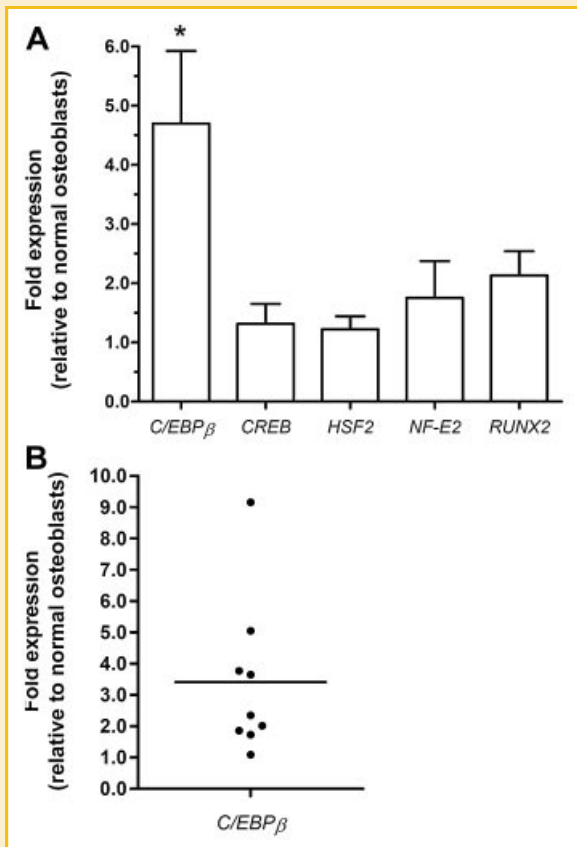 A
*
Fold expression
(relative to normal osteoblasts)
6.0
5.0
4.0
3.0
2.0
1.0
0.0
C/EBPβ CREB HSF2 NF-E2 RUNX2
B
Fold expression
(relative to normal osteoblasts)
10.0
9.0
8.0
7.0
6.0
5.0
4.0
3.0
2.0
1.0
0.0
C/EBPβ